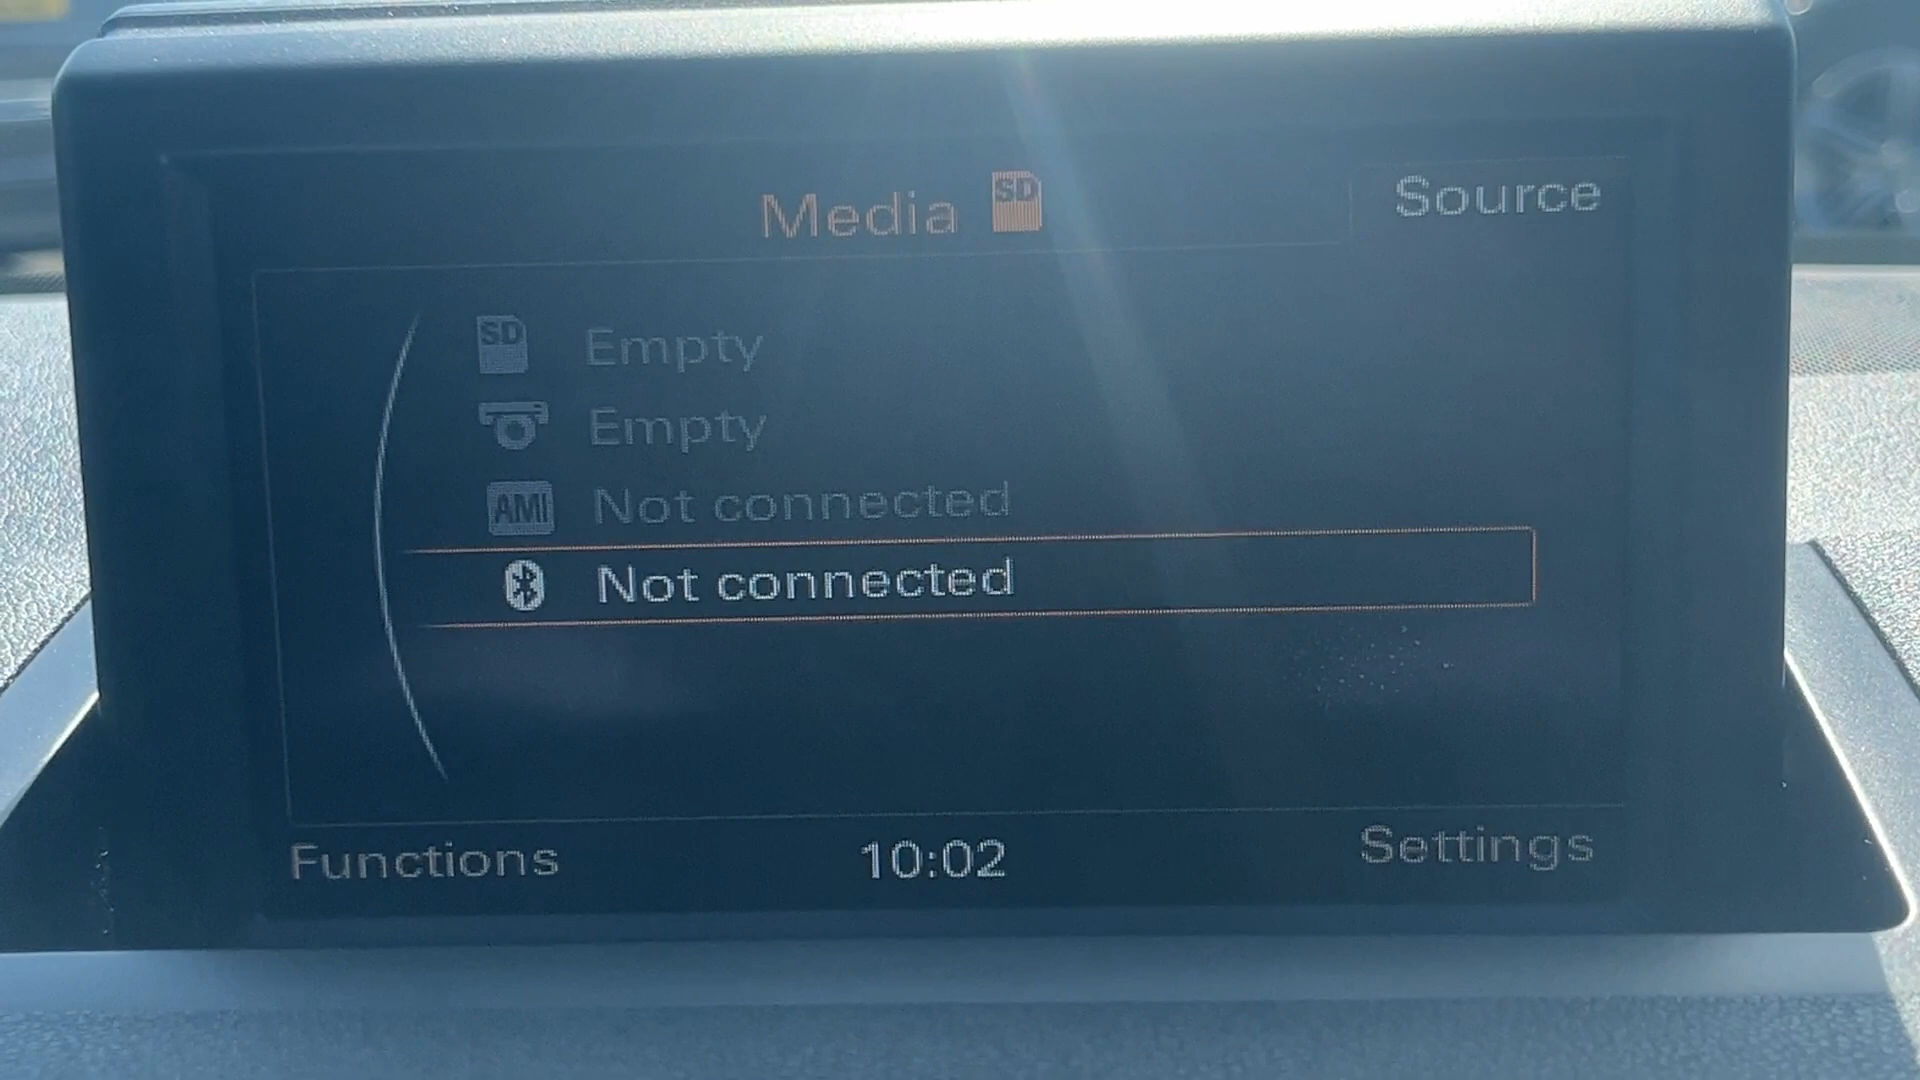 Media SD
Source
SD Empty
Empty
AMI Not connected
Not connected
Functions
10:02
Settings